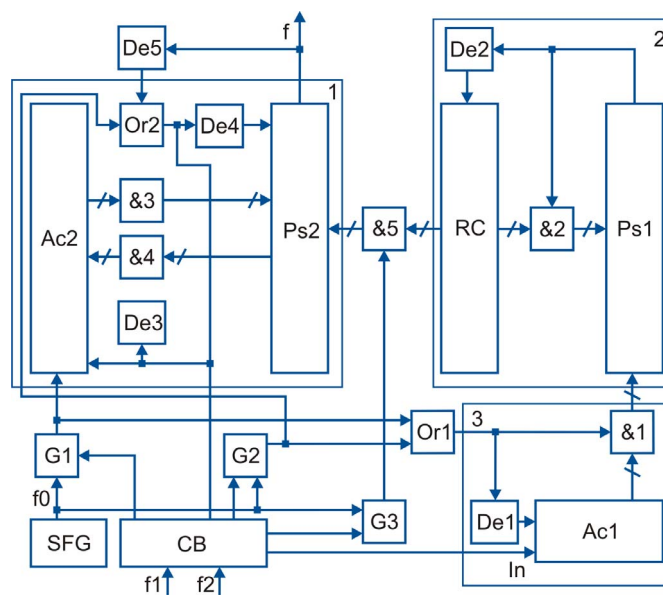 f
De5
De2
2
1
Or2
De4
&3
Ac2
Ps2
&5
RC
&2
Ps1
&4
De3
3
Or1
&1
G1
G2
f0
De1
Ac1
G3
SFG
CB
In
f1
f2